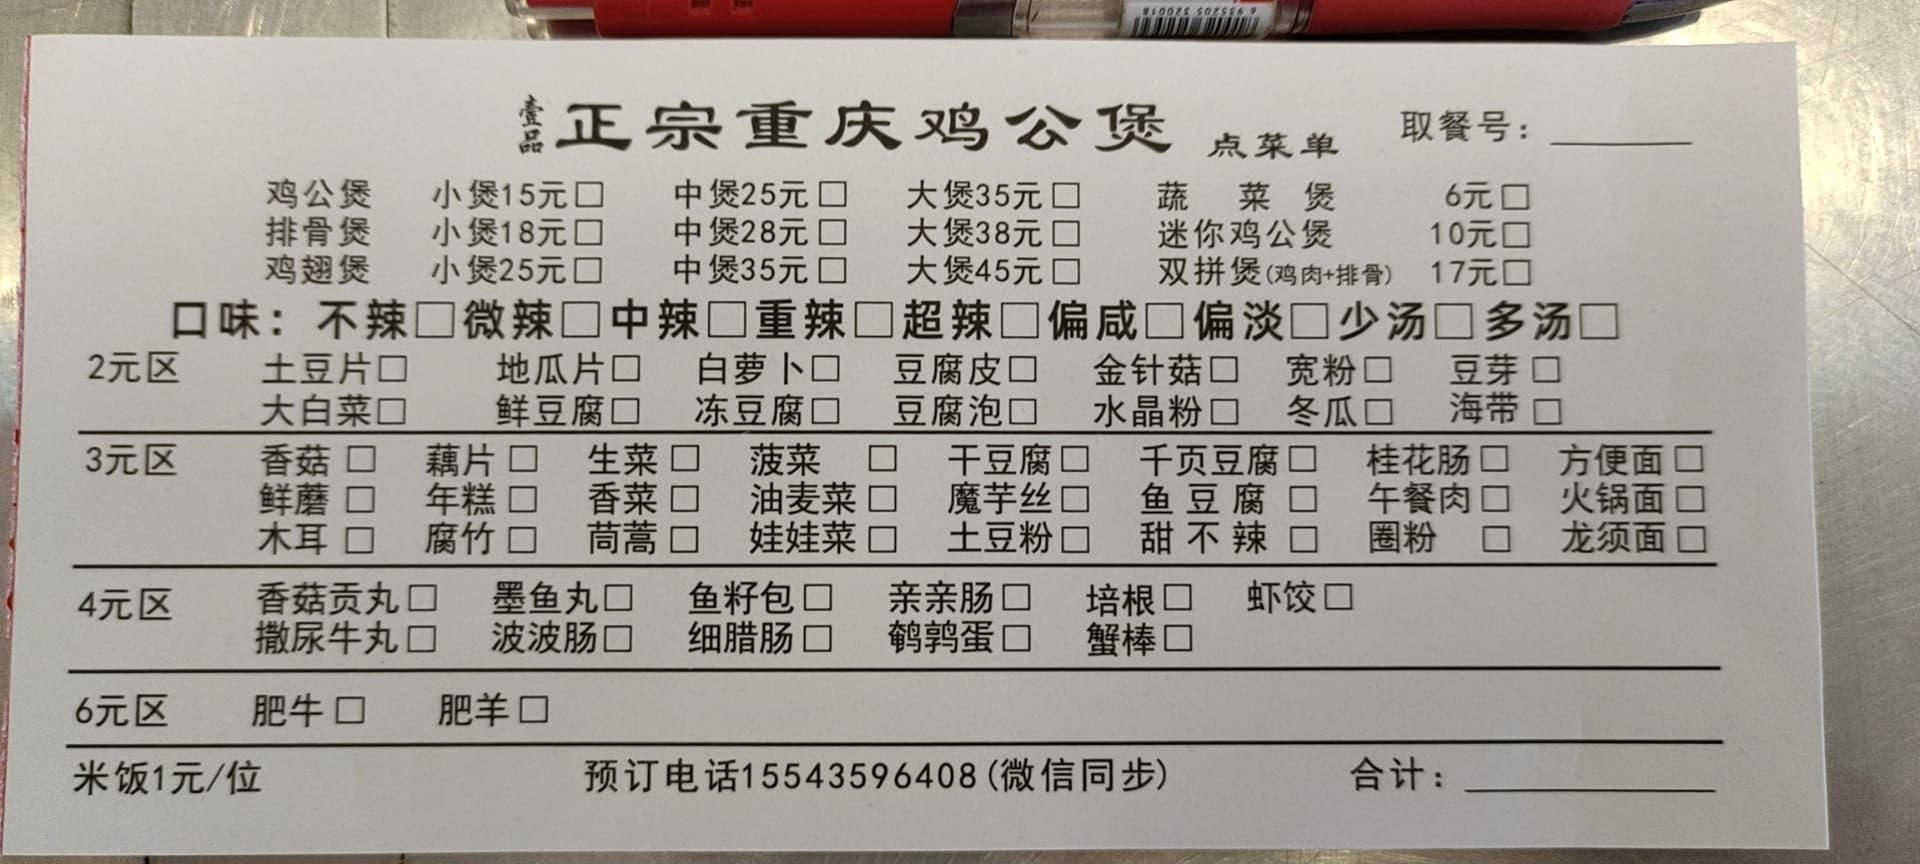 6 935205 320018
壹品 正宗重庆鸡公煲 点菜单 取餐号：
鸡公煲 小煲15元□ 中煲25元□ 大煲35元□ 蔬菜煲 6元□
排骨煲 小煲18元□ 中煲28元□ 大煲38元□ 迷你鸡公煲 10元□
鸡翅煲 小煲25元□ 中煲35元□ 大煲45元□ 双拼煲(鸡肉+排骨) 17元□
口味：不辣□微辣□中辣□重辣□超辣□偏咸□偏淡□少汤□多汤□
2元区 土豆片□ 地瓜片□ 白萝卜□ 豆腐皮□ 金针菇□ 宽粉□ 豆芽□
大白菜□ 鲜豆腐□ 冻豆腐□ 豆腐泡□ 水晶粉□ 冬瓜□ 海带□
3元区 香菇□ 藕片□ 生菜□ 菠菜□ 干豆腐□ 千页豆腐□ 桂花肠□ 方便面□
鲜蘑□ 年糕□ 香菜□ 油麦菜□ 魔芋丝□ 鱼豆腐□ 午餐肉□ 火锅面□
木耳□ 腐竹□ 茼蒿□ 娃娃菜□ 土豆粉□ 甜不辣□ 圈粉□ 龙须面□
4元区 香菇贡丸□ 墨鱼丸□ 鱼籽包□ 亲亲肠□ 培根□ 虾饺□
撒尿牛丸□ 波波肠□ 细腊肠□ 鹌鹑蛋□ 蟹棒□
6元区 肥牛□ 肥羊□
米饭1元/位 预订电话15543596408(微信同步) 合计：